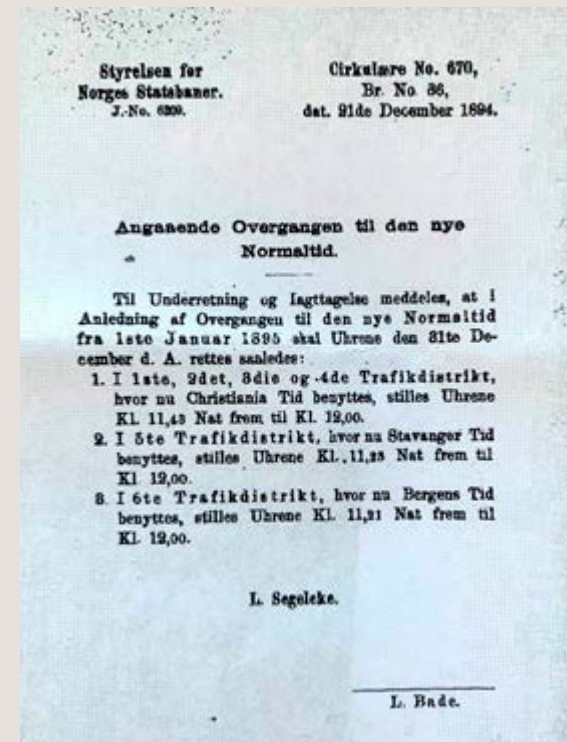 Styrelsen for
Norges Statsbaner.
J.-No. 6209.
Cirkulære No. 670,
Br. No. 36,
dat. 21de December 1894.
Angaaende Overgangen til den nye
Normaltid.
Til Underretning og Iagttagelse meddeles, at i
Anledning af Overgangen til den nye Normaltid
fra 1ste Januar 1895 skal Uhrene den 31te De-
cember d. A. rettes saaledes:
1. I 1ste, 2det, 3die og 4de Trafikdistrikt,
hvor nu Christiania Tid benyttes, stilles Uhrene
Kl. 11,43 Nat frem til Kl. 12,00.
2. I 5te Trafikdistrikt, hvor nu Stavanger Tid
benyttes, stilles Uhrene Kl. 11,23 Nat frem til
Kl. 12,00.
3. I 6te Trafikdistrikt, hvor nu Bergens Tid
benyttes, stilles Uhrene Kl. 11,21 Nat frem til
Kl. 12,00.
L. Segelcke.
L. Bade.